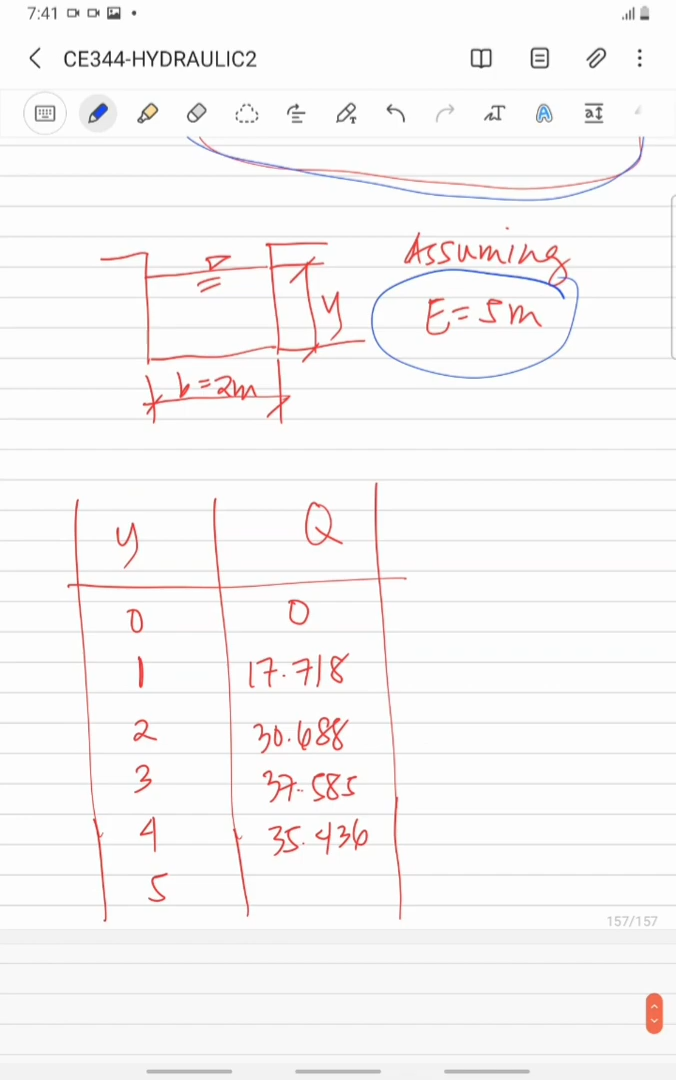 7:41
CE344-HYDRAULIC2
Assuming
E=5m
y
b=2m
y Q
0 0
1 17.718
2 30.688
3 37.585
4 35.436
5
157/157